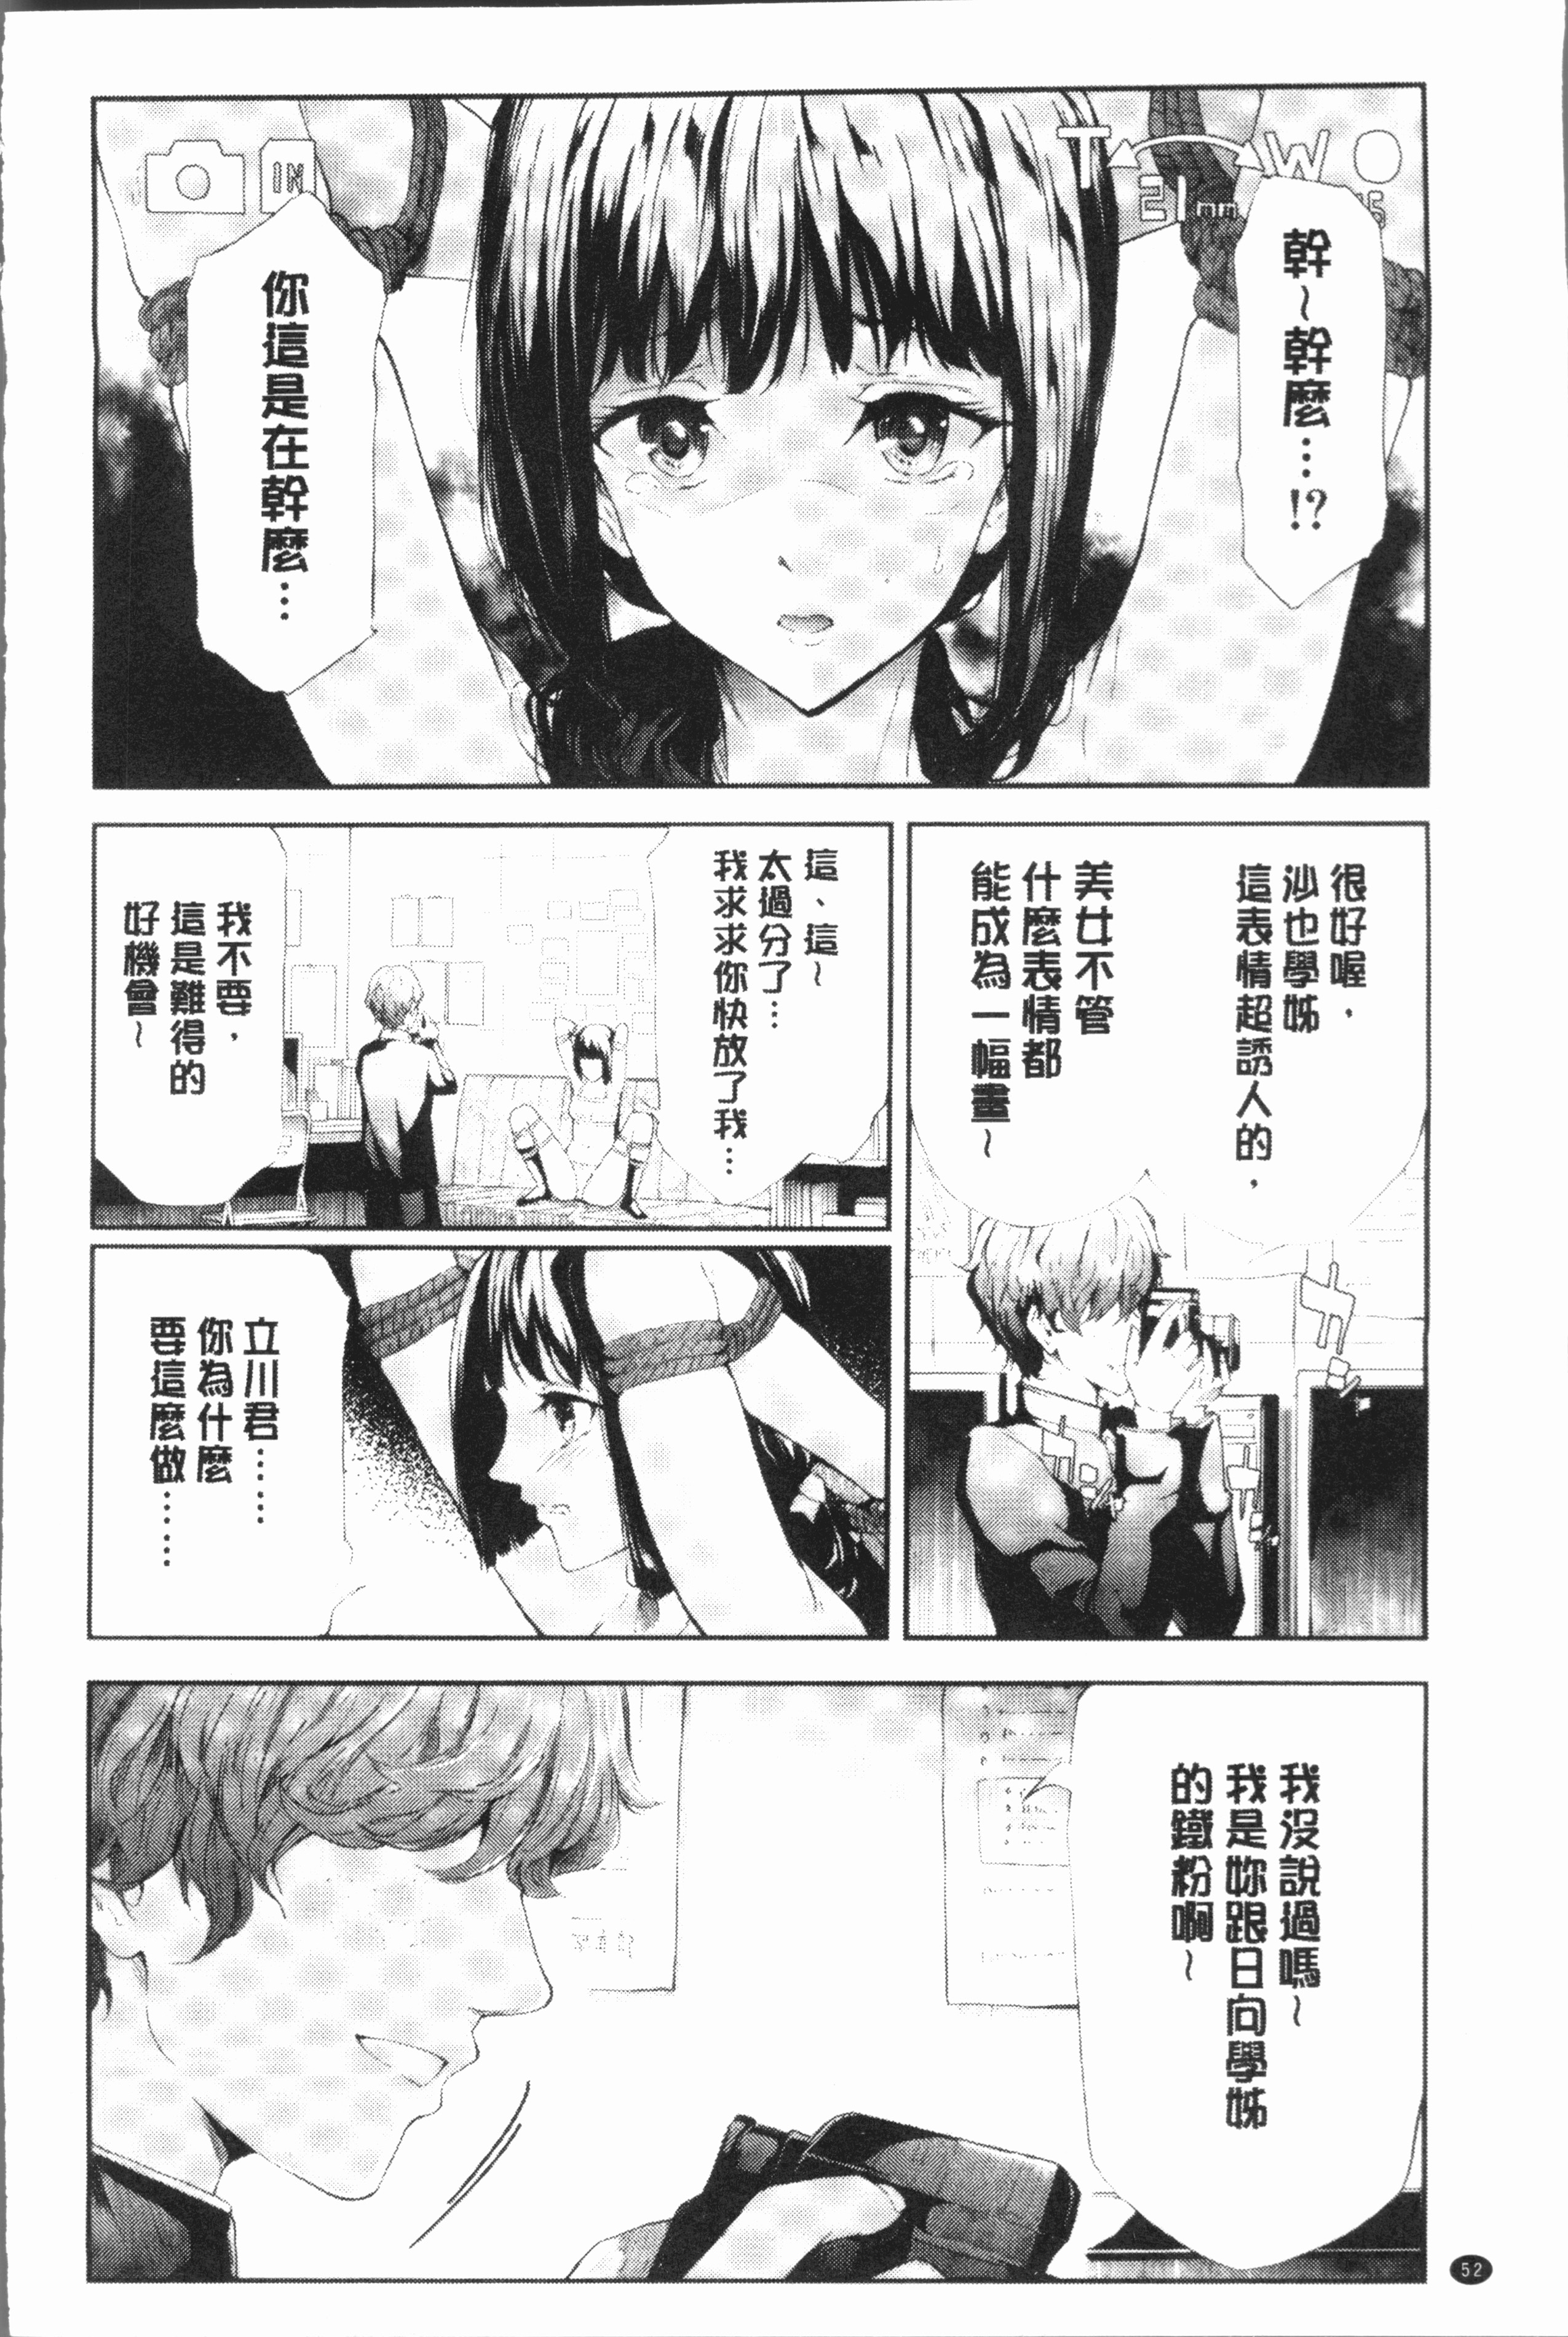 幹~幹麼…!?
你這是在幹麼…
T W
21mm
IN
很好喔，
沙也學姊
這表情超誘人的，
美女不管
什麼表情都
能成為一幅畫~
カ
シャ
這、這~
太過分了…
我求求你快放了我…
我不要，
這是難得的
好機會~
立川君……
你為什麼
要這麼做……
我沒說過嗎~
我是妳跟日向學姊
的鐵粉啊~
52